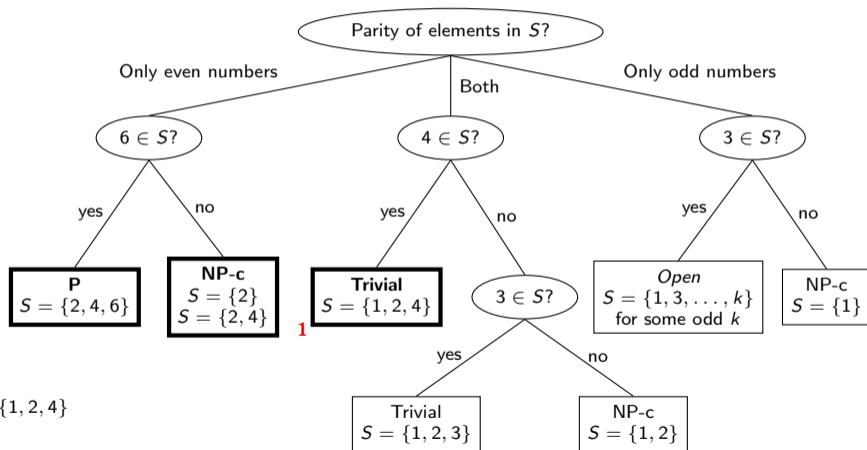 Parity of elements in S?
Only even numbers
Both
Only odd numbers
6 ∈ S?
4 ∈ S?
3 ∈ S?
yes
no
yes
no
yes
no
P
S = {2, 4, 6}
NP-c
S = {2}
S = {2, 4}
1
Trivial
S = {1, 2, 4}
3 ∈ S?
Open
S = {1, 3, . . . , k}
for some odd k
NP-c
S = {1}
yes
no
{1, 2, 4}
Trivial
S = {1, 2, 3}
NP-c
S = {1, 2}